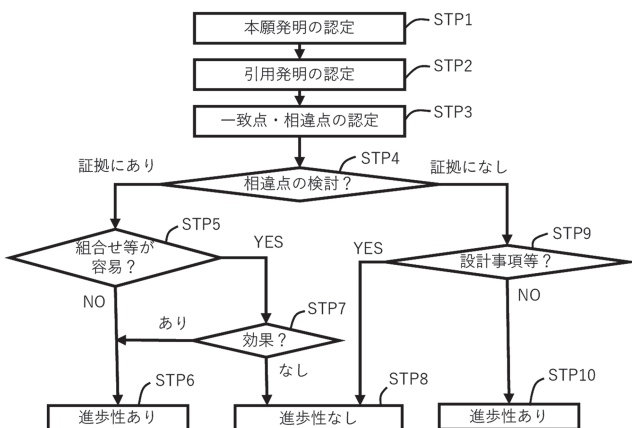 本願発明の認定
STP1
引用発明の認定
STP2
一致点・相違点の認定
STP3
STP4
証拠にあり
相違点の検討？
証拠になし
STP5
組合せ等が
容易？
YES
YES
STP9
設計事項等？
NO
NO
STP7
あり
効果？
なし
STP6
進歩性あり
STP8
進歩性なし
STP10
進歩性あり